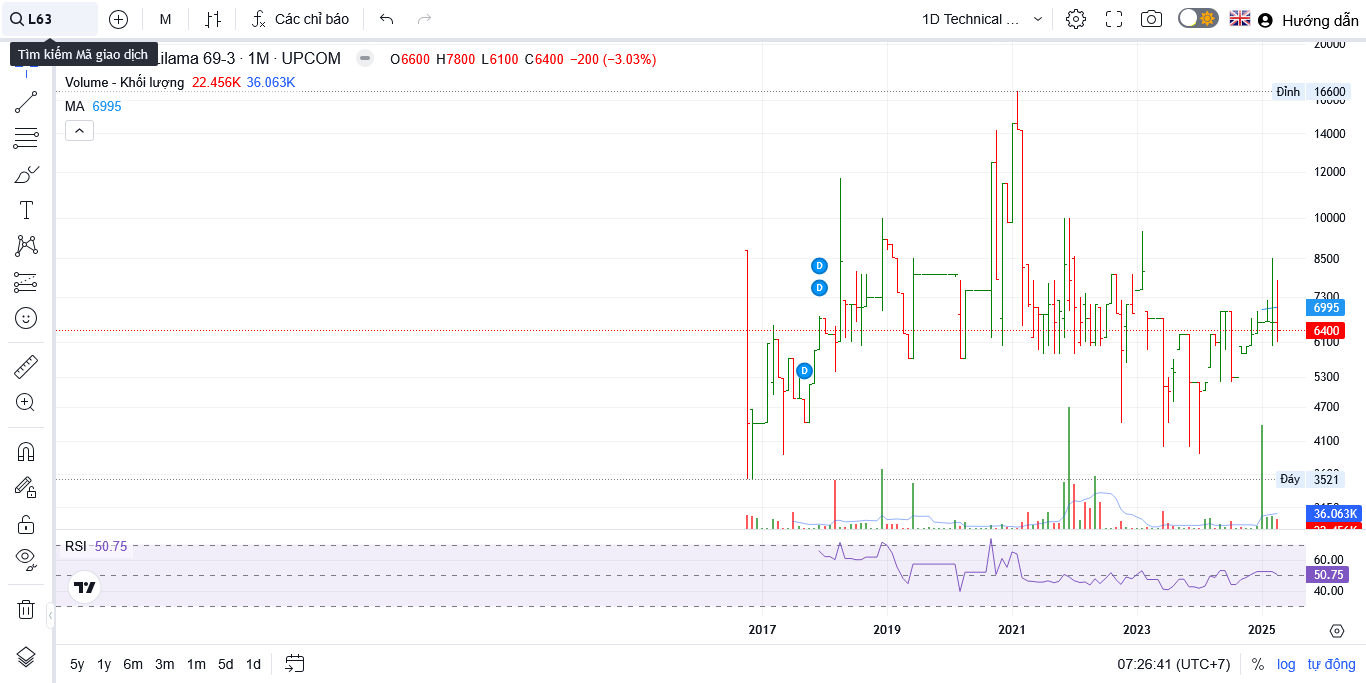 L63
M
Các chỉ báo
1D Technical ...
Hướng dẫn
Tìm kiếm Mã giao dịch
Lilama 69-3 · 1M · UPCOM
O6600 H7800 L6100 C6400 −200 (−3.03%)
Volume - Khối lượng 22.456K 36.063K
MA 6995
20000
Đỉnh 16600
16000
14000
12000
10000
8500
7300
6995
6400
6100
5300
4700
4100
Đáy 3521
36.063K
22.456K
D
D
D
RSI 50.75
60.00
50.75
40.00
2017 2019 2021 2023 2025
5y 1y 6m 3m 1m 5d 1d
07:26:41 (UTC+7) % log tự động